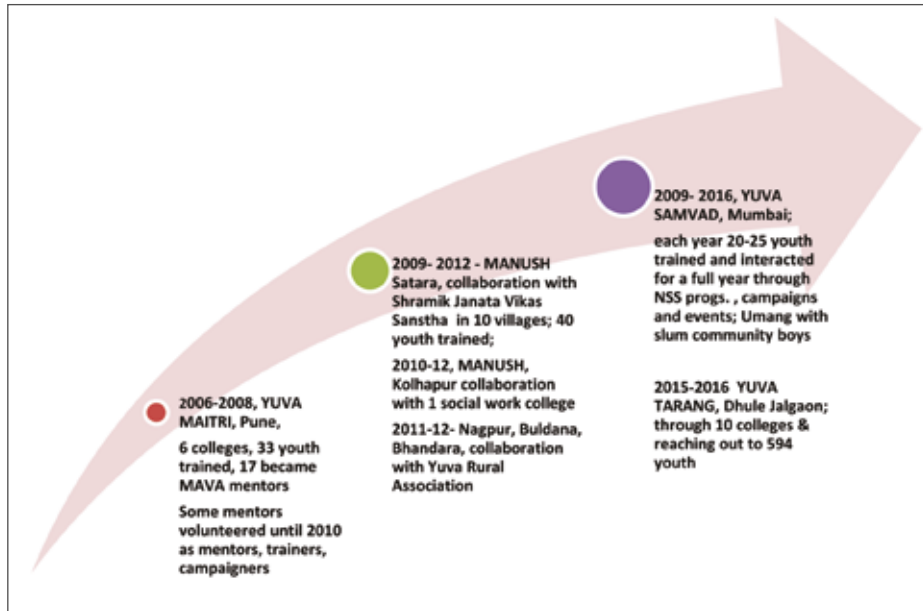 2006-2008, YUVA
MAITRI, Pune,
6 colleges, 33 youth
trained, 17 became
MAVA mentors
Some mentors
volunteered until 2010
as mentors, trainers,
campaigners
2009- 2012 - MANUSH
Satara, collaboration with
Shramik Janata Vikas
Sanstha in 10 villages; 40
youth trained;
2010-12, MANUSH,
Kolhapur collaboration
with 1 social work college
2011-12- Nagpur, Buldana,
Bhandara, collaboration
with Yuva Rural
Association
2009- 2016, YUVA
SAMVAD, Mumbai;
each year 20-25 youth
trained and interacted
for a full year through
NSS progs. , campaigns
and events; Umang with
slum community boys
2015-2016 YUVA
TARANG, Dhule Jalgaon;
through 10 colleges &
reaching out to 594
youth